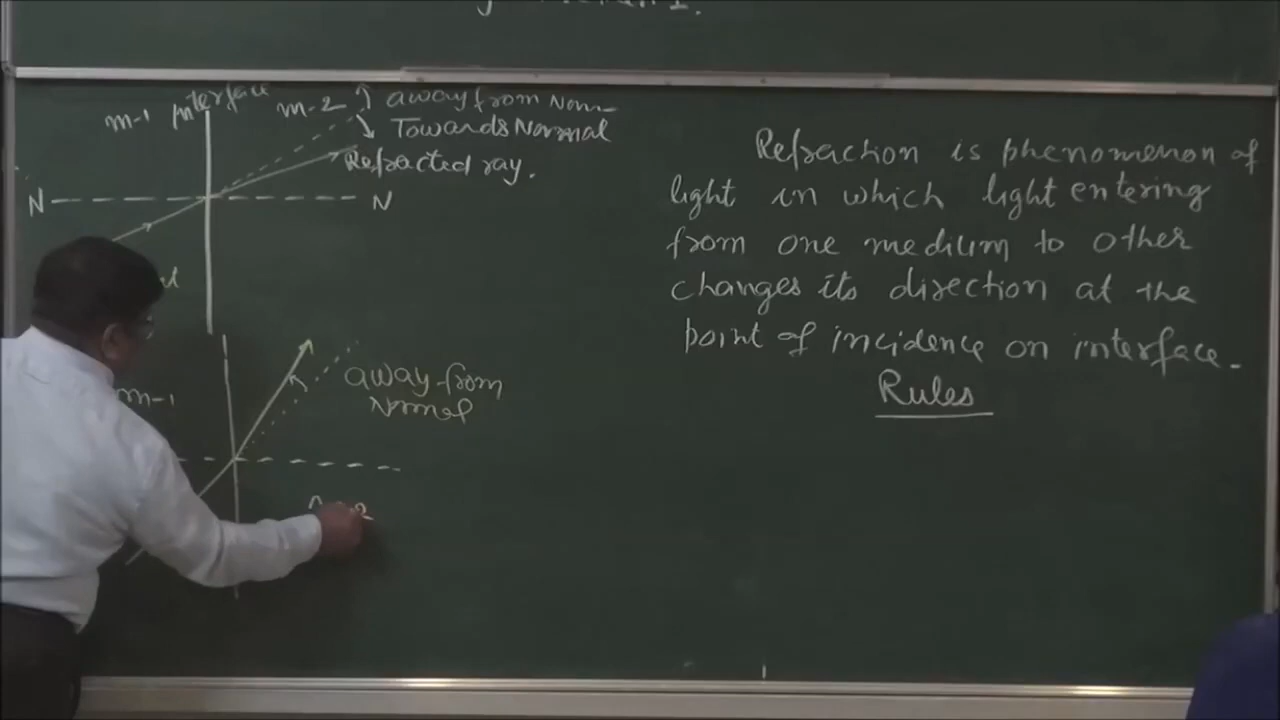 m-1 Interface m-2 away from Nom-
Towards Normal
Refracted ray.
N N
m-1
away from
Normal
Refraction is phenomenon of
light in which light entering
from one medium to other
changes its direction at the
point of incidence on interface.
Rules